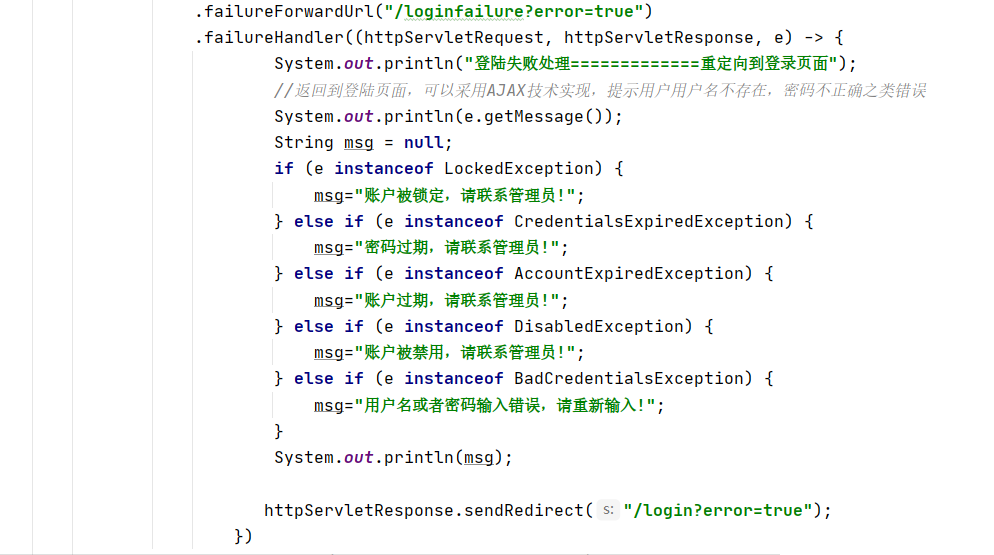 .failureForwardUrl("/loginfailure?error=true")
.failureHandler((httpServletRequest, httpServletResponse, e) -> {
System.out.println("登陆失败处理=============重定向到登录页面");
//返回到登陆页面，可以采用AJAX技术实现，提示用户用户名不存在，密码不正确之类错误
System.out.println(e.getMessage());
String msg = null;
if (e instanceof LockedException) {
msg="账户被锁定，请联系管理员!";
} else if (e instanceof CredentialsExpiredException) {
msg="密码过期，请联系管理员!";
} else if (e instanceof AccountExpiredException) {
msg="账户过期，请联系管理员!";
} else if (e instanceof DisabledException) {
msg="账户被禁用，请联系管理员!";
} else if (e instanceof BadCredentialsException) {
msg="用户名或者密码输入错误，请重新输入!";
}
System.out.println(msg);
httpServletResponse.sendRedirect( s: "/login?error=true");
})